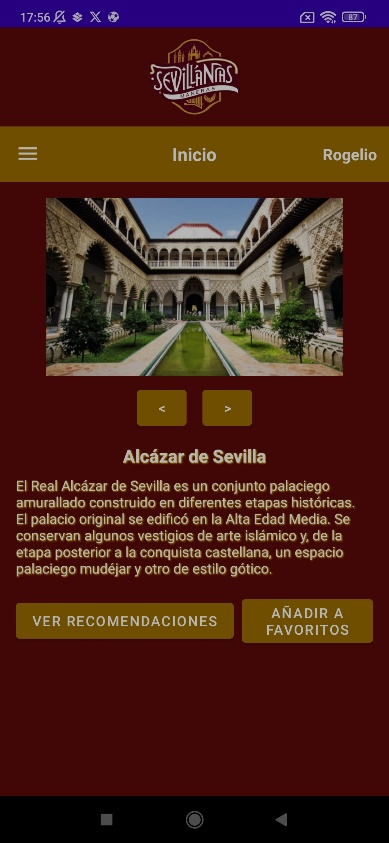 17:56
87
SEVILLANAS
MANERAS
Inicio
Rogelio
<
>
Alcázar de Sevilla
El Real Alcázar de Sevilla es un conjunto palaciego
amurallado construido en diferentes etapas históricas.
El palacio original se edificó en la Alta Edad Media. Se
conservan algunos vestigios de arte islámico y, de la
etapa posterior a la conquista castellana, un espacio
palaciego mudéjar y otro de estilo gótico.
VER RECOMENDACIONES
AÑADIR A
FAVORITOS